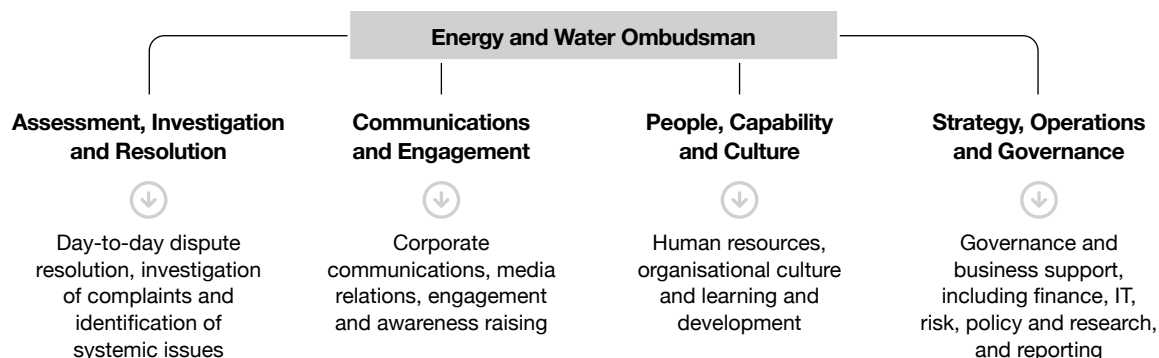 Energy and Water Ombudsman
Assessment, Investigation
and Resolution
Day-to-day dispute
resolution, investigation
of complaints and
identification of
systemic issues
Communications
and Engagement
Corporate
communications, media
relations, engagement
and awareness raising
People, Capability
and Culture
Human resources,
organisational culture
and learning and
development
Strategy, Operations
and Governance
Governance and
business support,
including finance, IT,
risk, policy and research,
and reporting